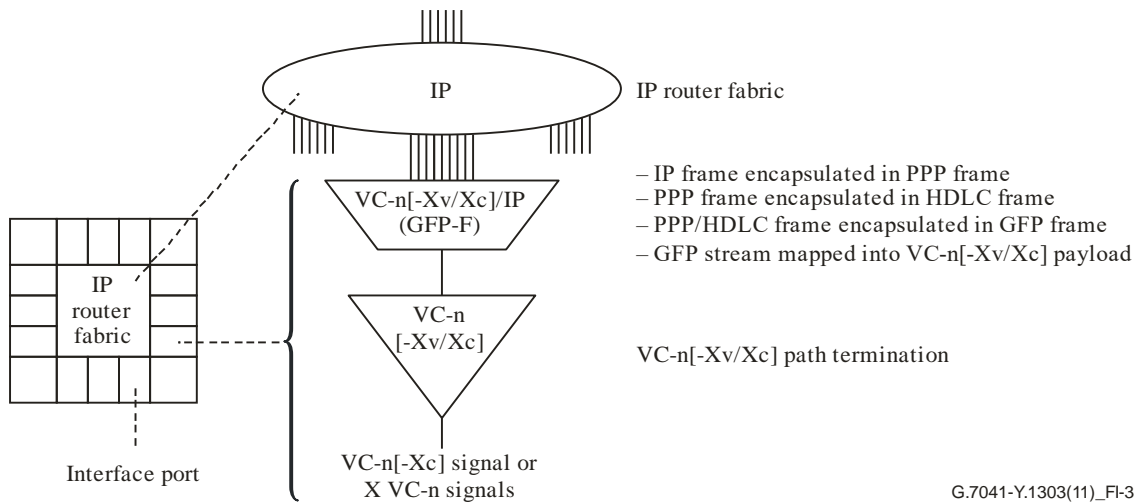 IP
IP router fabric
– IP frame encapsulated in PPP frame
– PPP frame encapsulated in HDLC frame
– PPP/HDLC frame encapsulated in GFP frame
– GFP stream mapped into VC-n[-Xv/Xc] payload
VC-n[-Xv/Xc]/IP
(GFP-F)
IP
router
fabric
VC-n
[-Xv/Xc]
VC-n[-Xv/Xc] path termination
Interface port
VC-n[-Xc] signal or
X VC-n signals
G.7041-Y.1303(11)_FI-3